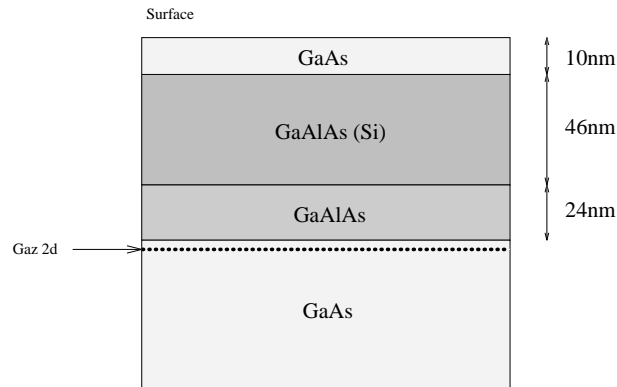 Surface
GaAs
10nm
GaAlAs (Si)
46nm
GaAlAs
24nm
Gaz 2d
GaAs